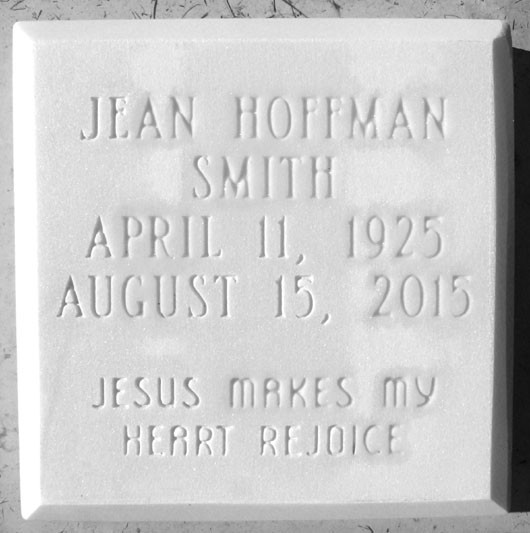 JEAN HOFFMAN
SMITH
APRIL 11, 1925
AUGUST 15, 2015
JESUS MAKES MY
HEART REJOICE